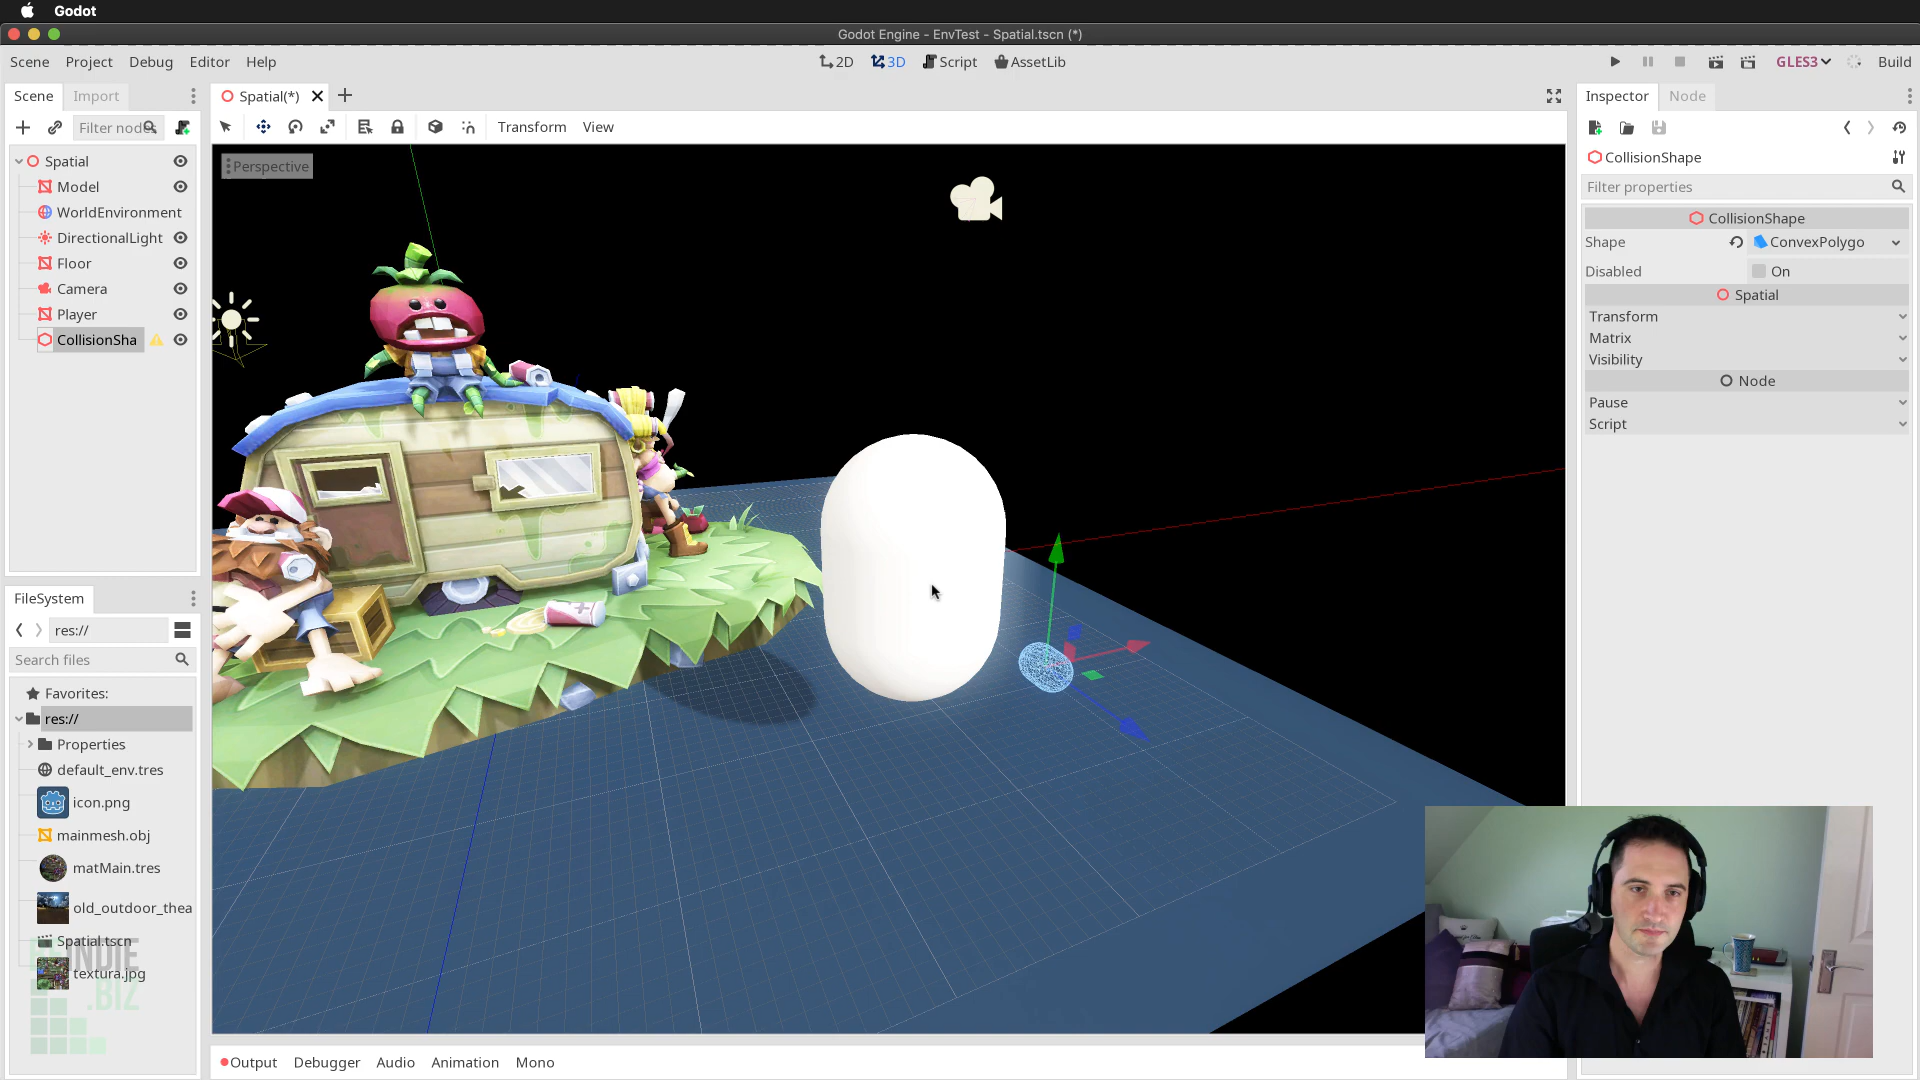 Godot
Godot Engine - EnvTest - Spatial.tscn (*)
Scene Project Debug Editor Help 2D 3D Script AssetLib GLES3 Build
Scene Import Spatial(*) Inspector Node
Filter node Transform View
CollisionShape
Perspective
Filter properties
Spatial
Model
WorldEnvironment
DirectionalLight
Floor
Camera
Player
CollisionSha
CollisionShape
Shape ConvexPolygo
Disabled On
Spatial
Transform
Matrix
Visibility
Node
Pause
Script
FileSystem
res://
Search files
Favorites:
res://
Properties
default_env.tres
icon.png
mainmesh.obj
matMain.tres
old_outdoor_thea
Spatial.tscn
textura.jpg
INDIE
.BIZ
Output Debugger Audio Animation Mono